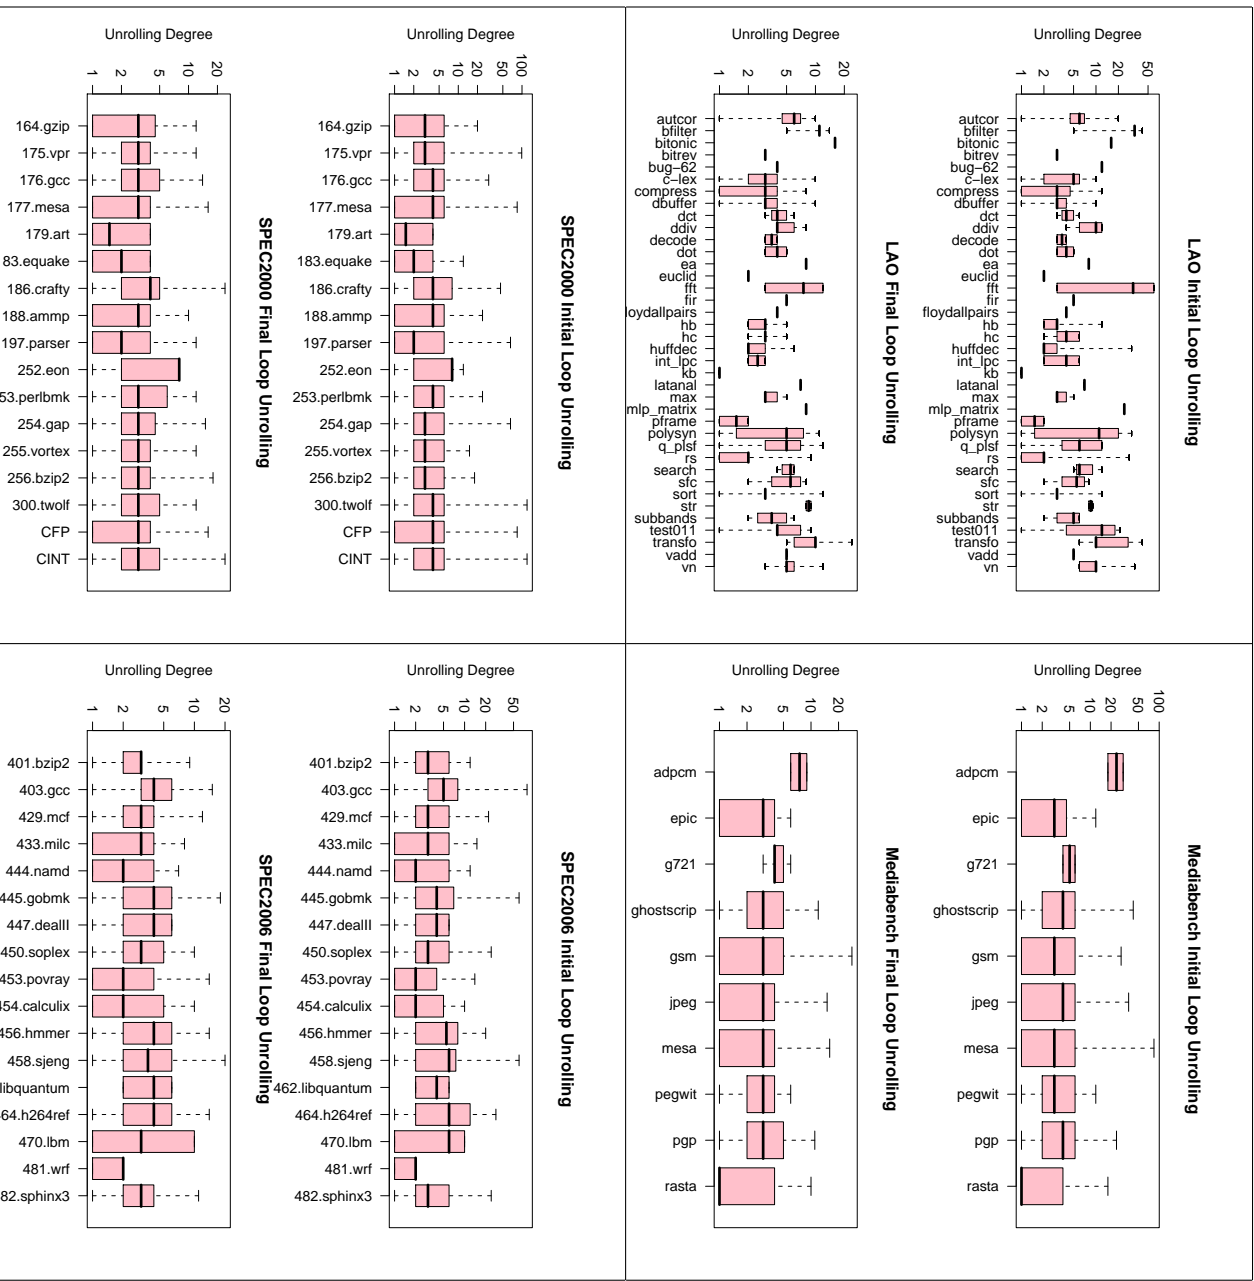 SPEC2000 Final Loop Unrolling
Unrolling Degree
1 2 5 10 20
164.gzip
175.vpr
176.gcc
177.mesa
179.art
83.equake
186.crafty
188.ammp
197.parser
252.eon
53.perlbmk
254.gap
255.vortex
256.bzip2
300.twolf
CFP
CINT
SPEC2000 Initial Loop Unrolling
Unrolling Degree
1 2 5 10 20 50 100
164.gzip
175.vpr
176.gcc
177.mesa
179.art
183.equake
186.crafty
188.ammp
197.parser
252.eon
253.perlbmk
254.gap
255.vortex
256.bzip2
300.twolf
CFP
CINT
LAO Final Loop Unrolling
Unrolling Degree
1 2 5 10 20
autcor
bfilter
bitonic
bitrev
bug-62
c-lex
compress
dbuffer
dct
ddiv
decode
dot
ea
euclid
fft
fir
loydallpairs
hb
hc
huffdec
int_lpc
kb
latanal
max
mlp_matrix
pframe
polysyn
q_plsf
rs
search
sfc
sort
str
subbands
test011
transfo
vadd
vn
LAO Initial Loop Unrolling
Unrolling Degree
1 2 5 10 20 50
autcor
bfilter
bitonic
bitrev
bug-62
c-lex
compress
dbuffer
dct
ddiv
decode
dot
ea
euclid
fft
fir
floydallpairs
hb
hc
huffdec
int_lpc
kb
latanal
max
mlp_matrix
pframe
polysyn
q_plsf
rs
search
sfc
sort
str
subbands
test011
transfo
vadd
vn
SPEC2006 Final Loop Unrolling
Unrolling Degree
1 2 5 10 20
401.bzip2
403.gcc
429.mcf
433.milc
444.namd
445.gobmk
447.dealII
450.soplex
453.povray
454.calculix
456.hmmer
458.sjeng
libquantum
64.h264ref
470.lbm
481.wrf
82.sphinx3
SPEC2006 Initial Loop Unrolling
Unrolling Degree
1 2 5 10 20 50
401.bzip2
403.gcc
429.mcf
433.milc
444.namd
445.gobmk
447.dealII
450.soplex
453.povray
454.calculix
456.hmmer
458.sjeng
462.libquantum
464.h264ref
470.lbm
481.wrf
482.sphinx3
Mediabench Final Loop Unrolling
Unrolling Degree
1 2 5 10 20
adpcm
epic
g721
ghostscrip
gsm
jpeg
mesa
pegwit
pgp
rasta
Mediabench Initial Loop Unrolling
Unrolling Degree
1 2 5 10 20 50 100
adpcm
epic
g721
ghostscrip
gsm
jpeg
mesa
pegwit
pgp
rasta